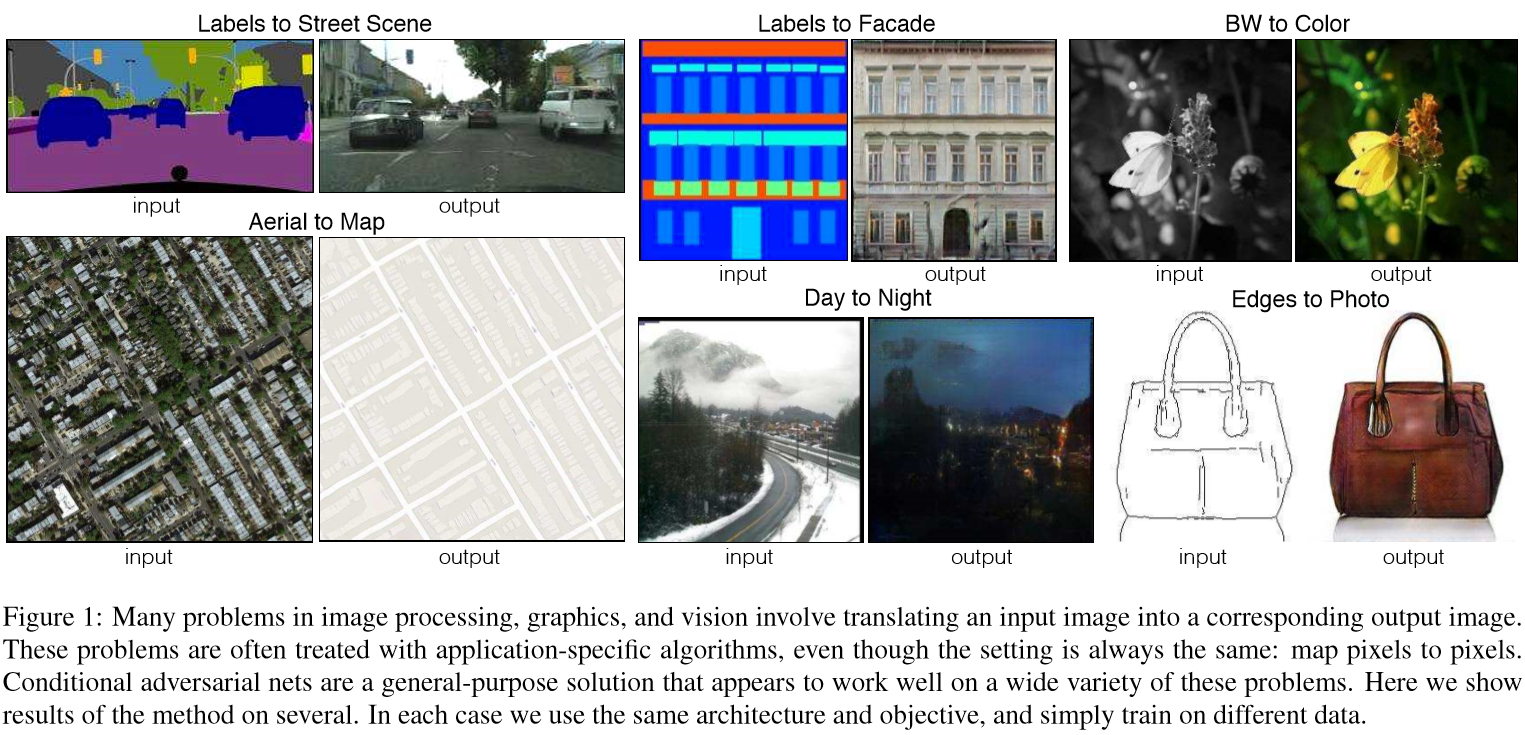 Labels to Street Scene
input
output
Aerial to Map
input
output
Labels to Facade
input
output
BW to Color
input
output
Day to Night
input
output
Edges to Photo
input
output
Figure 1: Many problems in image processing, graphics, and vision involve translating an input image into a corresponding output image.
These problems are often treated with application-specific algorithms, even though the setting is always the same: map pixels to pixels.
Conditional adversarial nets are a general-purpose solution that appears to work well on a wide variety of these problems. Here we show
results of the method on several. In each case we use the same architecture and objective, and simply train on different data.